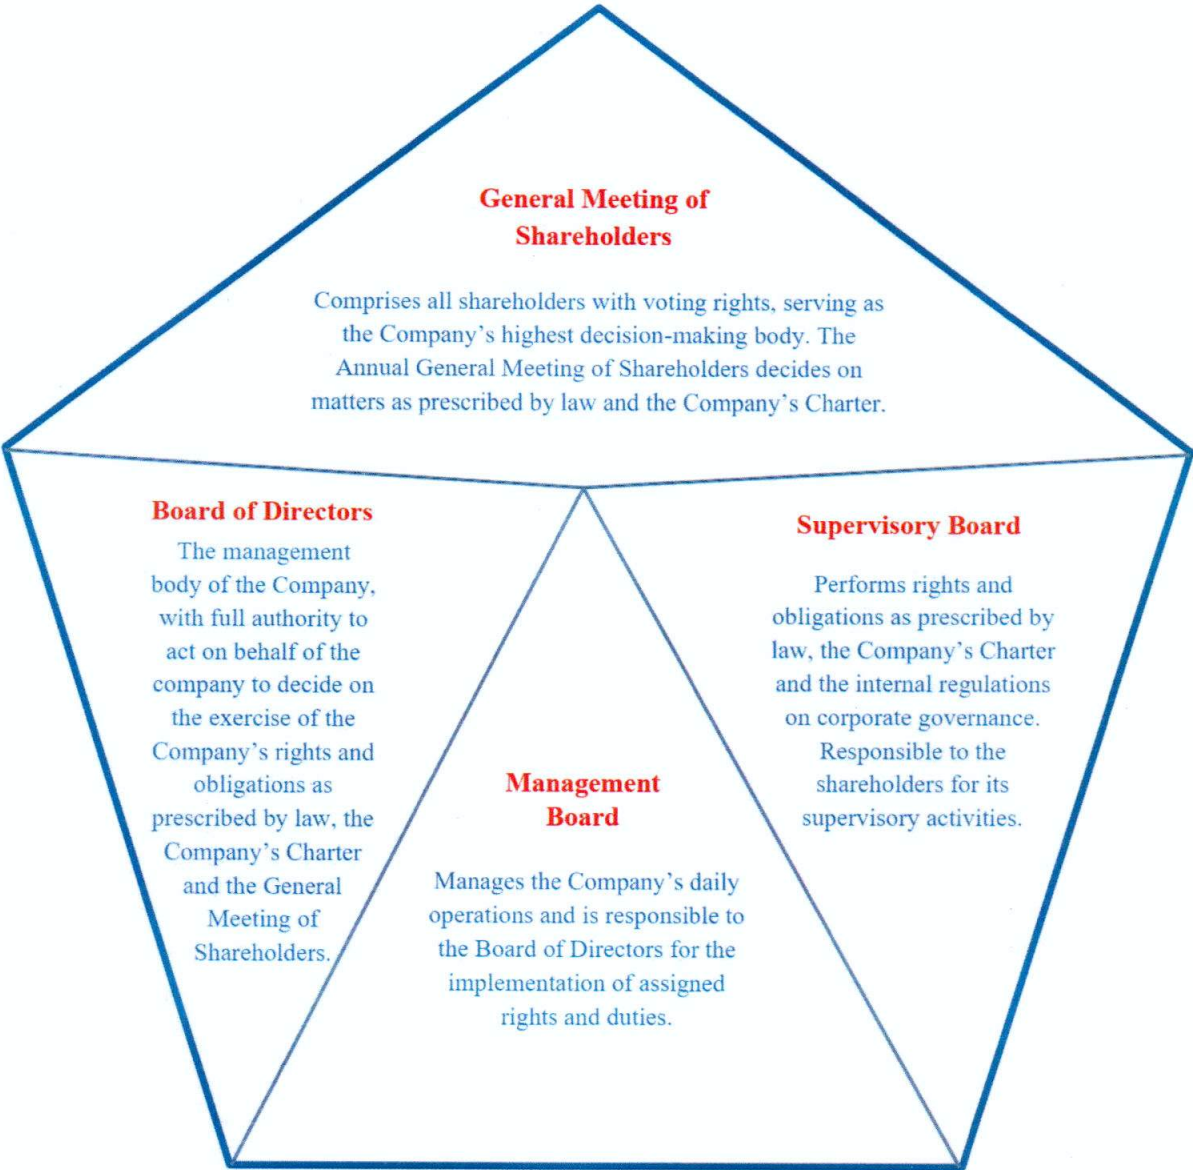 General Meeting of
Shareholders
Comprises all shareholders with voting rights, serving as
the Company's highest decision-making body. The
Annual General Meeting of Shareholders decides on
matters as prescribed by law and the Company's Charter.
Board of Directors
The management
body of the Company,
with full authority to
act on behalf of the
company to decide on
the exercise of the
Company's rights and
obligations as
prescribed by law, the
Company's Charter
and the General
Meeting of
Shareholders.
Supervisory Board
Performs rights and
obligations as prescribed by
law, the Company's Charter
and the internal regulations
on corporate governance.
Responsible to the
shareholders for its
supervisory activities.
Management
Board
Manages the Company's daily
operations and is responsible to
the Board of Directors for the
implementation of assigned
rights and duties.